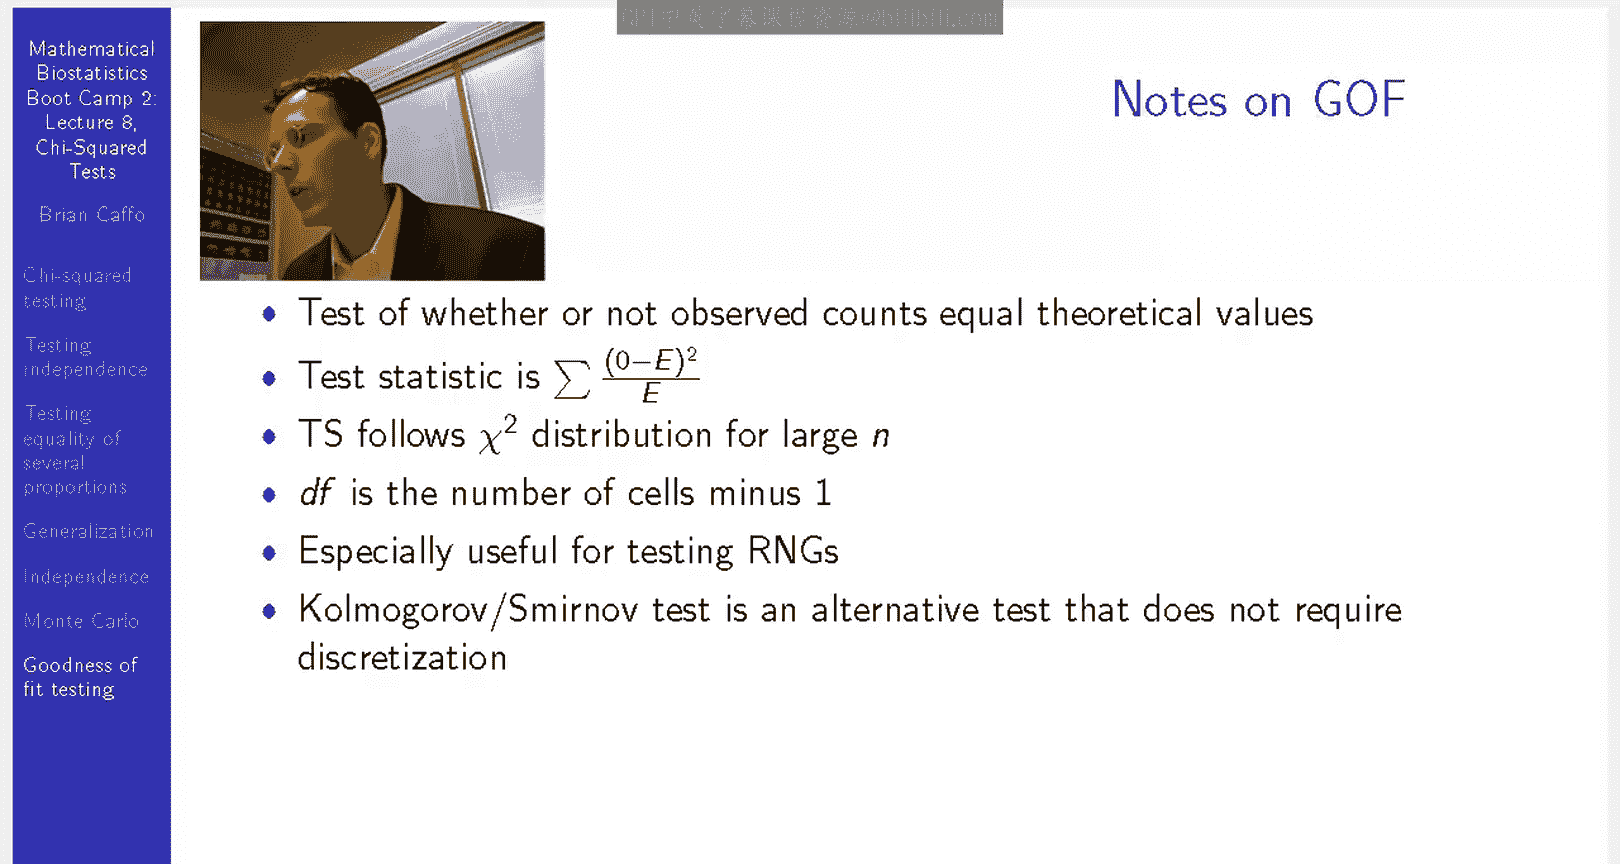 Mathematical
Biostatistics
Boot Camp 2:
Lecture 8,
Chi-Squared
Tests
Brian Caffo
Chi-squared
testing
Testing
independence
Testing
equality of
several
proportions
Generalization
Independence
Monte Carlo
Goodness of
fit testing
Notes on GOF
• Test of whether or not observed counts equal theoretical values
• Test statistic is ∑ (0−E)²/E
• TS follows χ² distribution for large n
• df is the number of cells minus 1
• Especially useful for testing RNGs
• Kolmogorov/Smirnov test is an alternative test that does not require
discretization